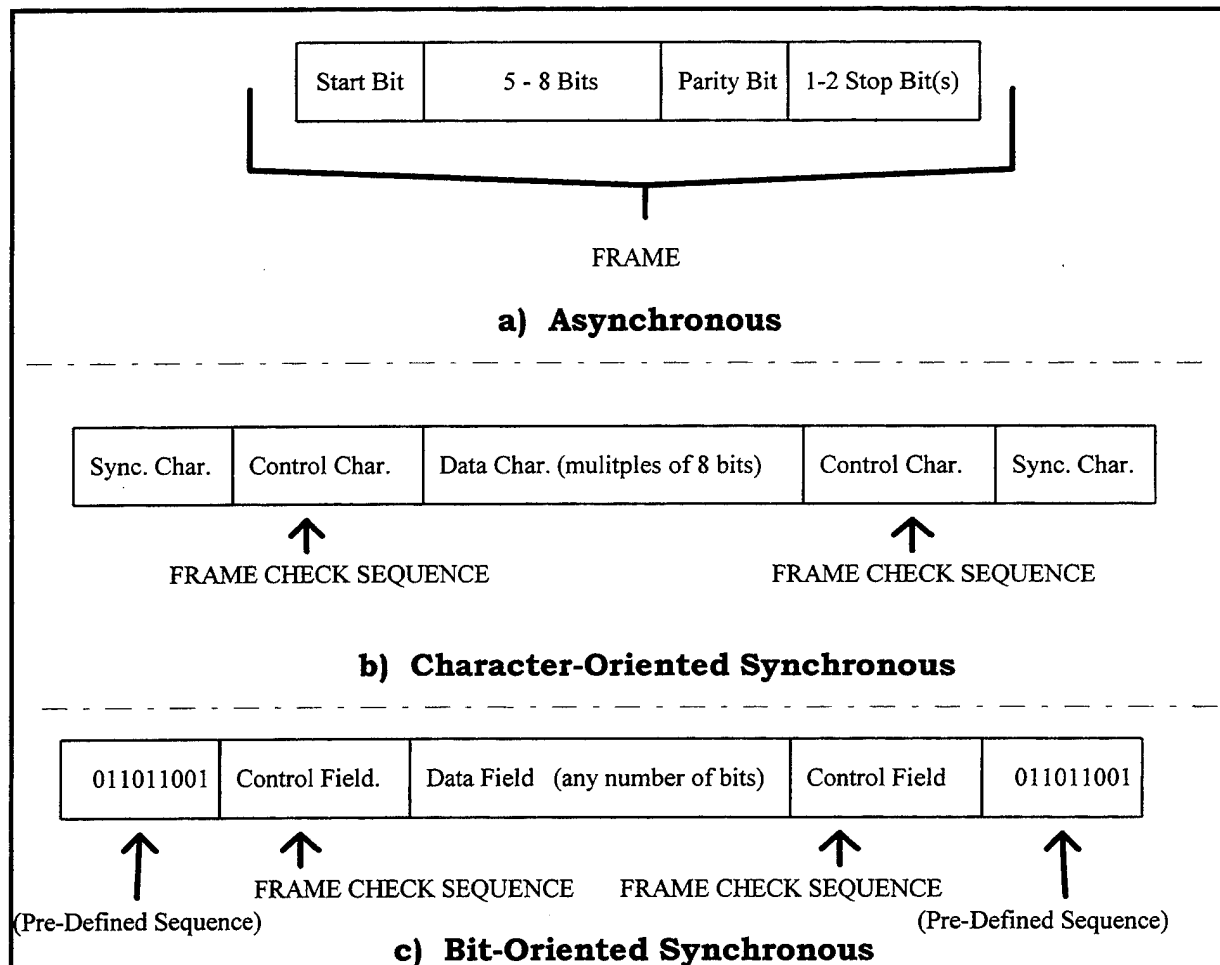 Start Bit 5 - 8 Bits Parity Bit 1-2 Stop Bit(s)
FRAME
a) Asynchronous
Sync. Char. Control Char. Data Char. (mulitples of 8 bits) Control Char. Sync. Char.
FRAME CHECK SEQUENCE FRAME CHECK SEQUENCE
b) Character-Oriented Synchronous
011011001 Control Field. Data Field (any number of bits) Control Field 011011001
FRAME CHECK SEQUENCE FRAME CHECK SEQUENCE
(Pre-Defined Sequence) (Pre-Defined Sequence)
c) Bit-Oriented Synchronous